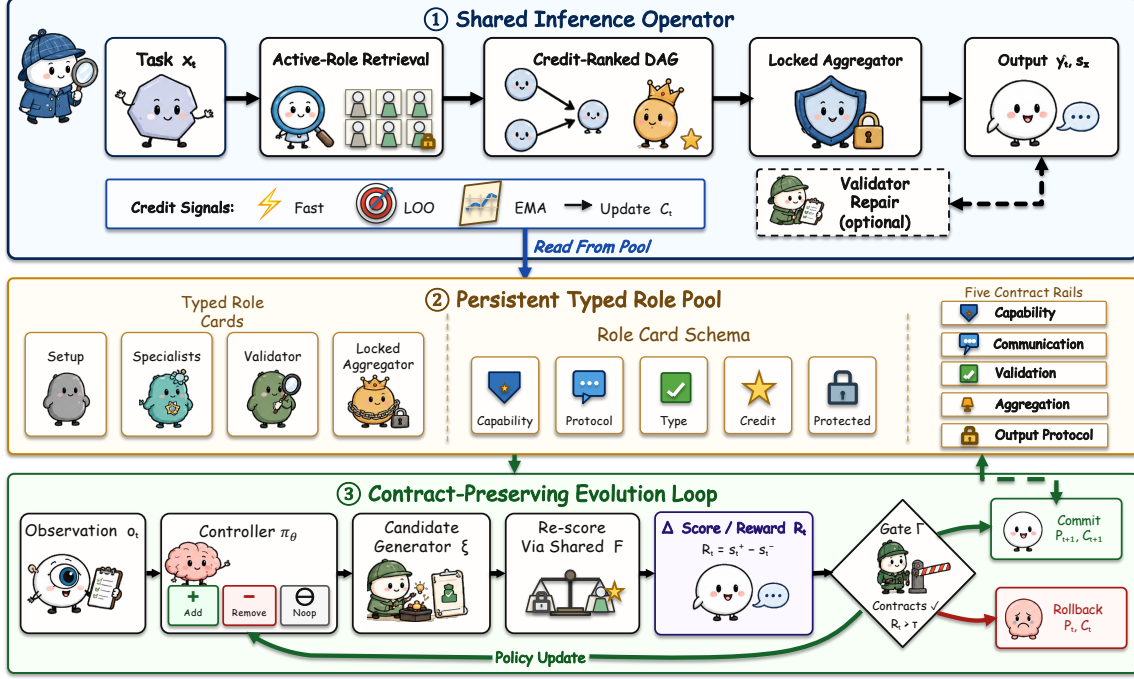 ① Shared Inference Operator
Task xₜ
Active-Role Retrieval
Credit-Ranked DAG
Locked Aggregator
Output yₜ, s_x
Credit Signals:
Fast
LOO
EMA
Update Cₜ
Validator
Repair
(optional)
Read From Pool
② Persistent Typed Role Pool
Typed Role
Cards
Setup
Specialists
Validator
Locked
Aggregator
Role Card Schema
Capability
Protocol
Type
Credit
Protected
Five Contract Rails
Capability
Communication
Validation
Aggregation
Output Protocol
③ Contract-Preserving Evolution Loop
Observation oₜ
Controller π_θ
+
Add
−
Remove
Noop
Candidate
Generator ξ
Re-score
Via Shared F
Δ Score / Reward Rₜ
Rₜ = sₜ⁺ − sₜ⁻
Gate Γ
Contracts ✓
Rₜ > τ
Commit
Pₜ₊₁, Cₜ₊₁
Rollback
Pₜ, Cₜ
Policy Update